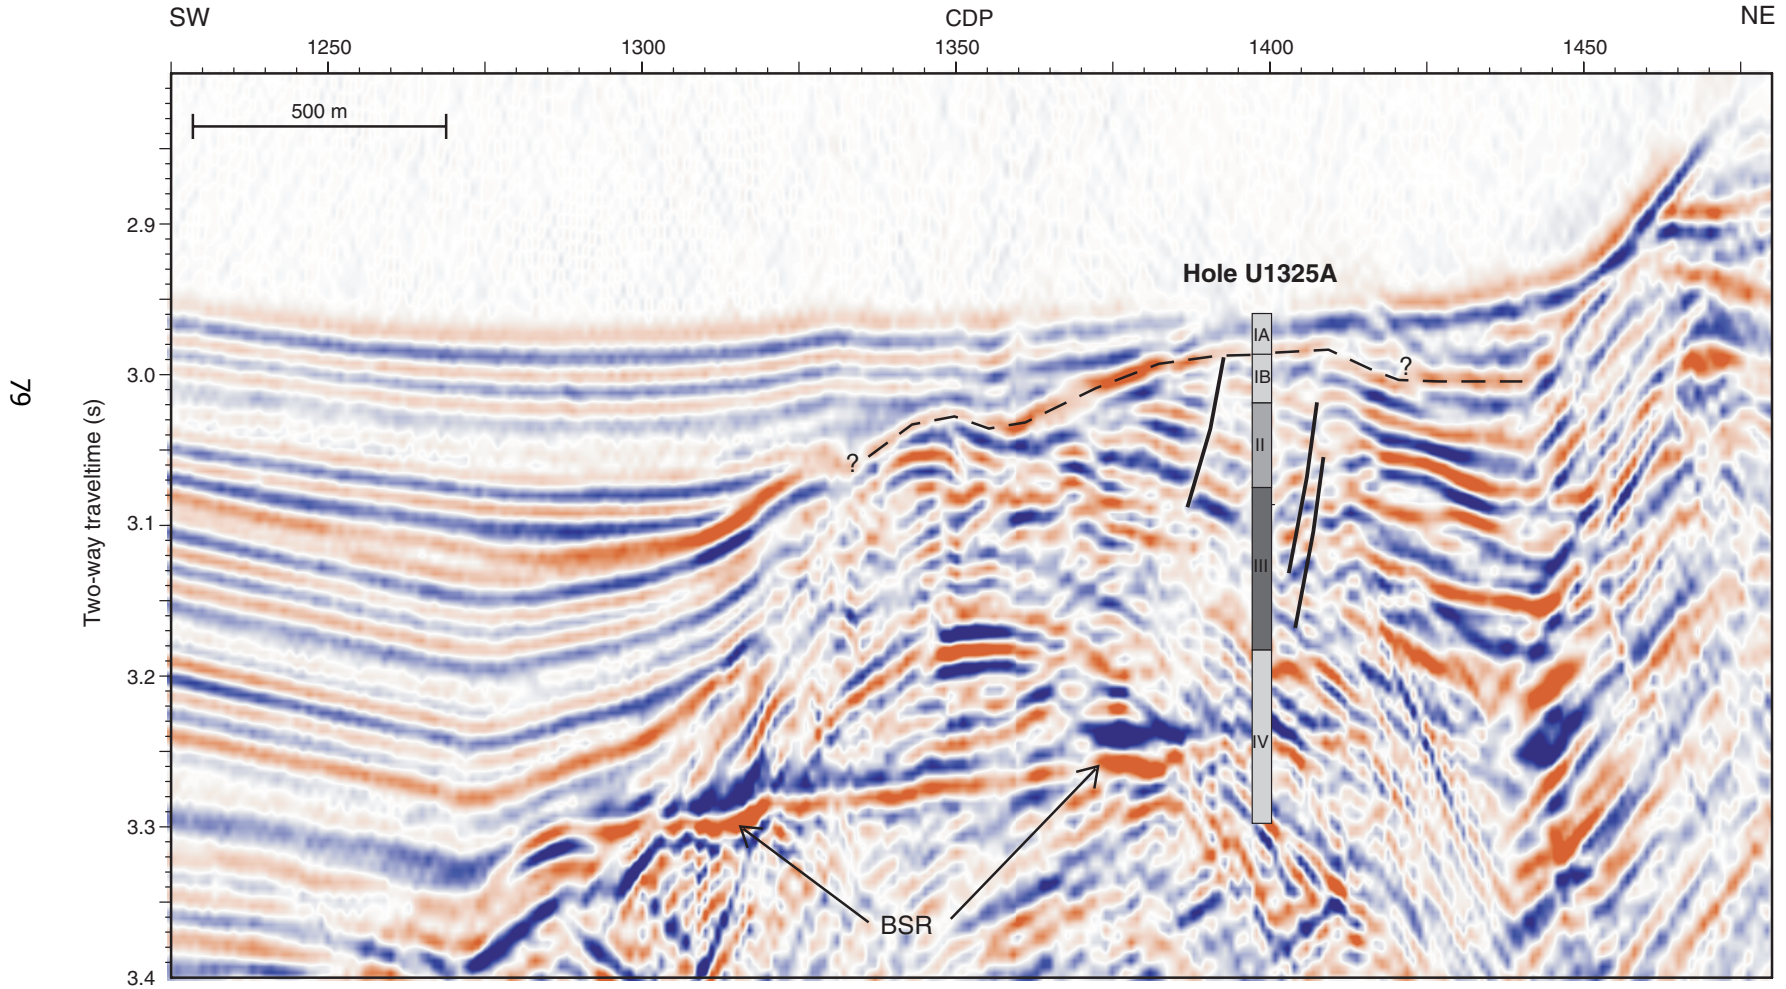 SW CDP NE
1250 1300 1350 1400 1450
500 m
2.9
Hole U1325A
IA
?
3.0
IB
79
II
?
Two-way traveltime (s)
3.1
III
3.2
IV
3.3
BSR
3.4